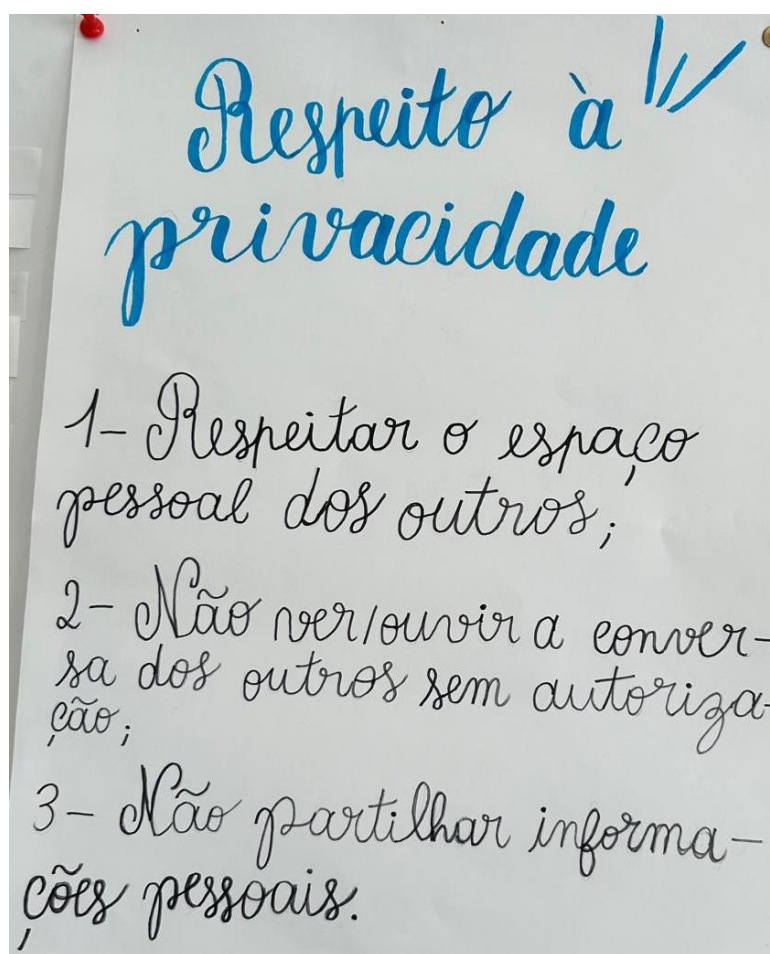 Respeito à
privacidade
1- Respeitar o espaço
pessoal dos outros;
2- Não ver/ouvir a conver-
sa dos outros sem autoriza-
ção;
3- Não partilhar informa-
ções pessoais.